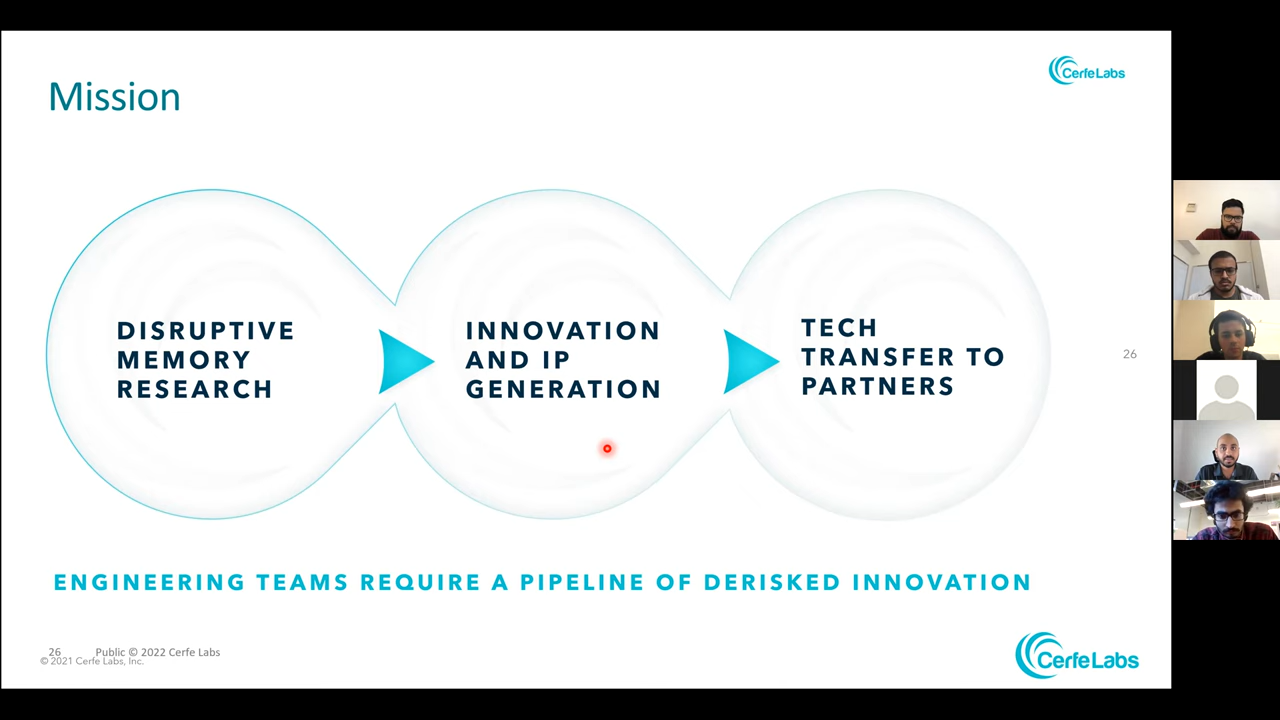 CerfeLabs
Mission
DISRUPTIVE
MEMORY
RESEARCH
INNOVATION
AND IP
GENERATION
TECH
TRANSFER TO
PARTNERS
26
ENGINEERING TEAMS REQUIRE A PIPELINE OF DERISKED INNOVATION
26 Public © 2022 Cerfe Labs
© 2021 Cerfe Labs, Inc.
CerfeLabs